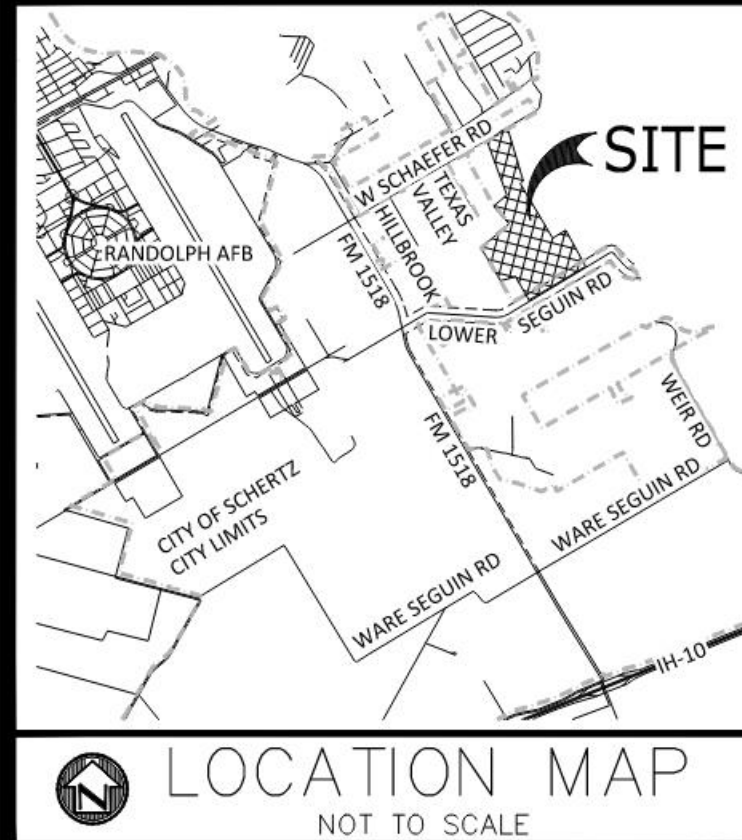 SITE
W SCHAEFER RD
TEXAS
VALLEY
HILLBROOK
RANDOLPH AFB
FM 1518
LOWER
SEGUIN RD
WEIR RD
FM 1518
CITY OF SCHERTZ
CITY LIMITS
WARE SEGUIN RD
WARE SEGUIN RD
IH-10
N
LOCATION MAP
NOT TO SCALE